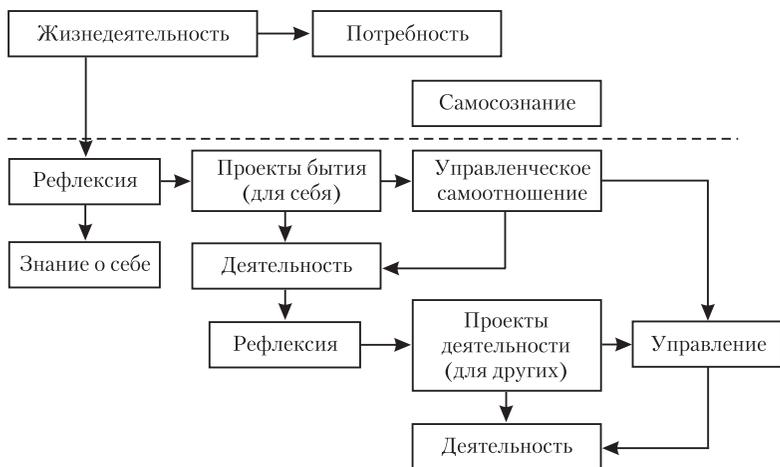 Жизнедеятельность
Потребность
Самосознание
Рефлексия
Проекты бытия
(для себя)
Управленческое
самоотношение
Знание о себе
Деятельность
Рефлексия
Проекты
деятельности
(для других)
Управление
Деятельность